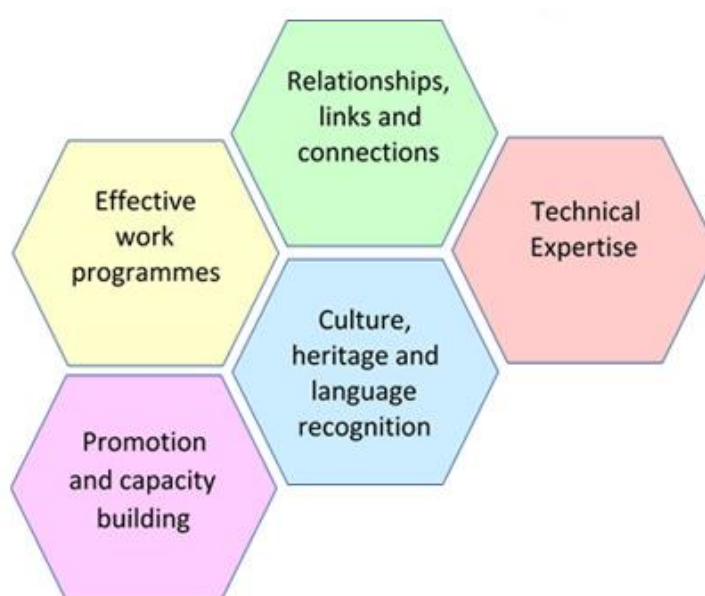 Relationships,
links and
connections
Effective
work
programmes
Technical
Expertise
Culture,
heritage and
language
recognition
Promotion
and capacity
building